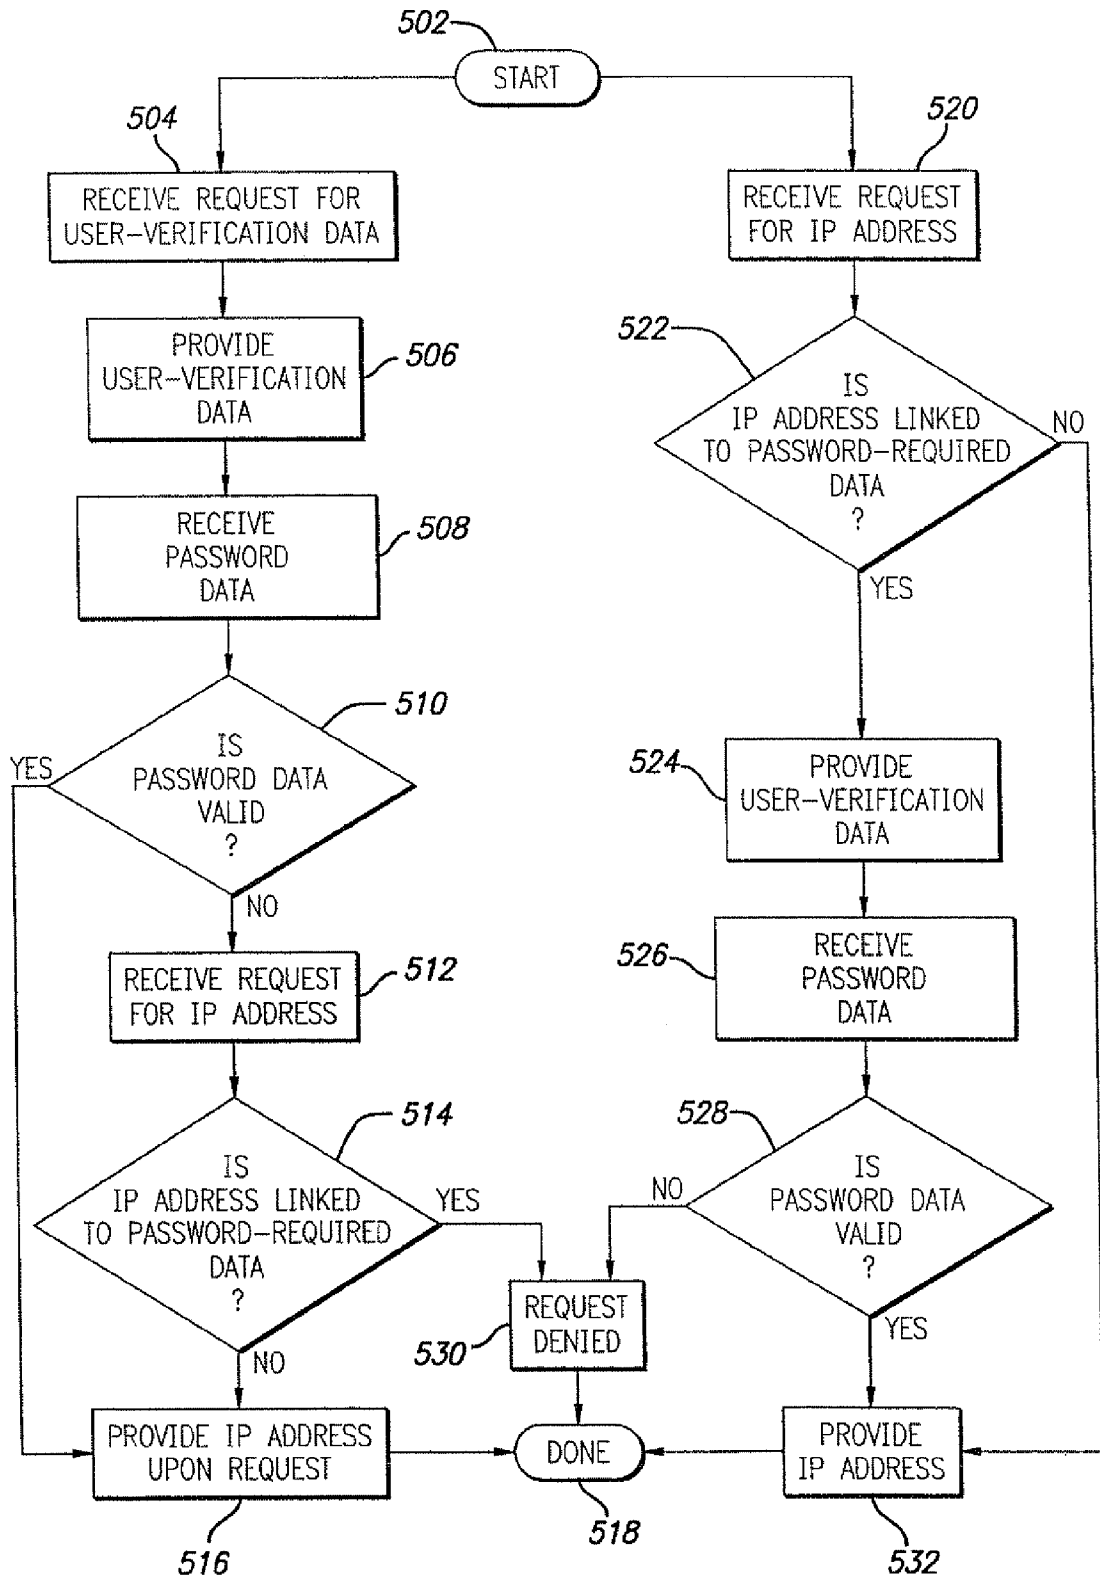 502
START
504
RECEIVE REQUEST FOR
USER-VERIFICATION DATA
PROVIDE
USER-VERIFICATION
DATA
506
RECEIVE
PASSWORD
DATA
508
510
IS
PASSWORD DATA
VALID
?
YES
NO
RECEIVE REQUEST
FOR IP ADDRESS
512
514
IS
IP ADDRESS LINKED
TO PASSWORD-REQUIRED
DATA
?
YES
NO
PROVIDE IP ADDRESS
UPON REQUEST
516
520
RECEIVE REQUEST
FOR IP ADDRESS
522
IS
IP ADDRESS LINKED
TO PASSWORD-REQUIRED
DATA
?
NO
YES
524
PROVIDE
USER-VERIFICATION
DATA
526
RECEIVE
PASSWORD
DATA
528
IS
PASSWORD DATA
VALID
?
NO
YES
REQUEST
DENIED
530
DONE
518
PROVIDE
IP ADDRESS
532